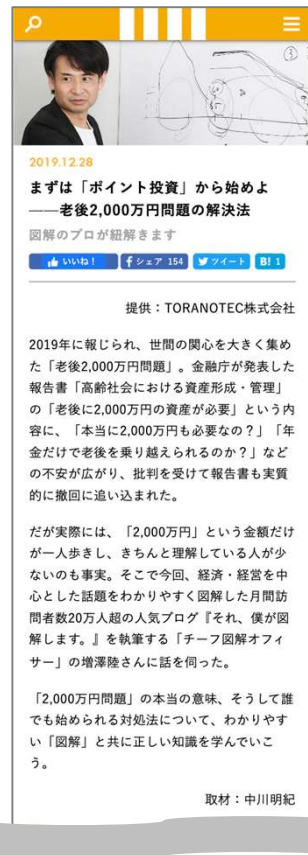 2019.12.28
まずは「ポイント投資」から始めよ
——老後2,000万円問題の解決法
図解のプロが紐解きます
いいね! シェア 154 ツイート B! 1
提供：TORANOTEC株式会社
2019年に報じられ、世間の関心を大きく集め
た「老後2,000万円問題」。金融庁が発表した
報告書「高齢社会における資産形成・管理」
の「老後に2,000万円の資産が必要」という内
容に、「本当に2,000万円も必要なの？」「年
金だけで老後を乗り越えられるのか？」など
の不安が広がり、批判を受けて報告書も実質
的に撤回に追い込まれた。
だが実際には、「2,000万円」という金額だけ
が一人歩きし、きちんと理解している人が少
ないのも事実。そこで今回、経済・経営を中
心とした話題をわかりやすく図解した月間訪
問者数20万人超の人気ブログ『それ、僕が図
解します。』を執筆する「チーフ図解オフィ
サー」の増澤陸さんに話を伺った。
「2,000万円問題」の本当の意味、そうして誰
でも始められる対処法について、わかりやす
い「図解」と共に正しい知識を学んでいこ
う。
取材：中川明紀